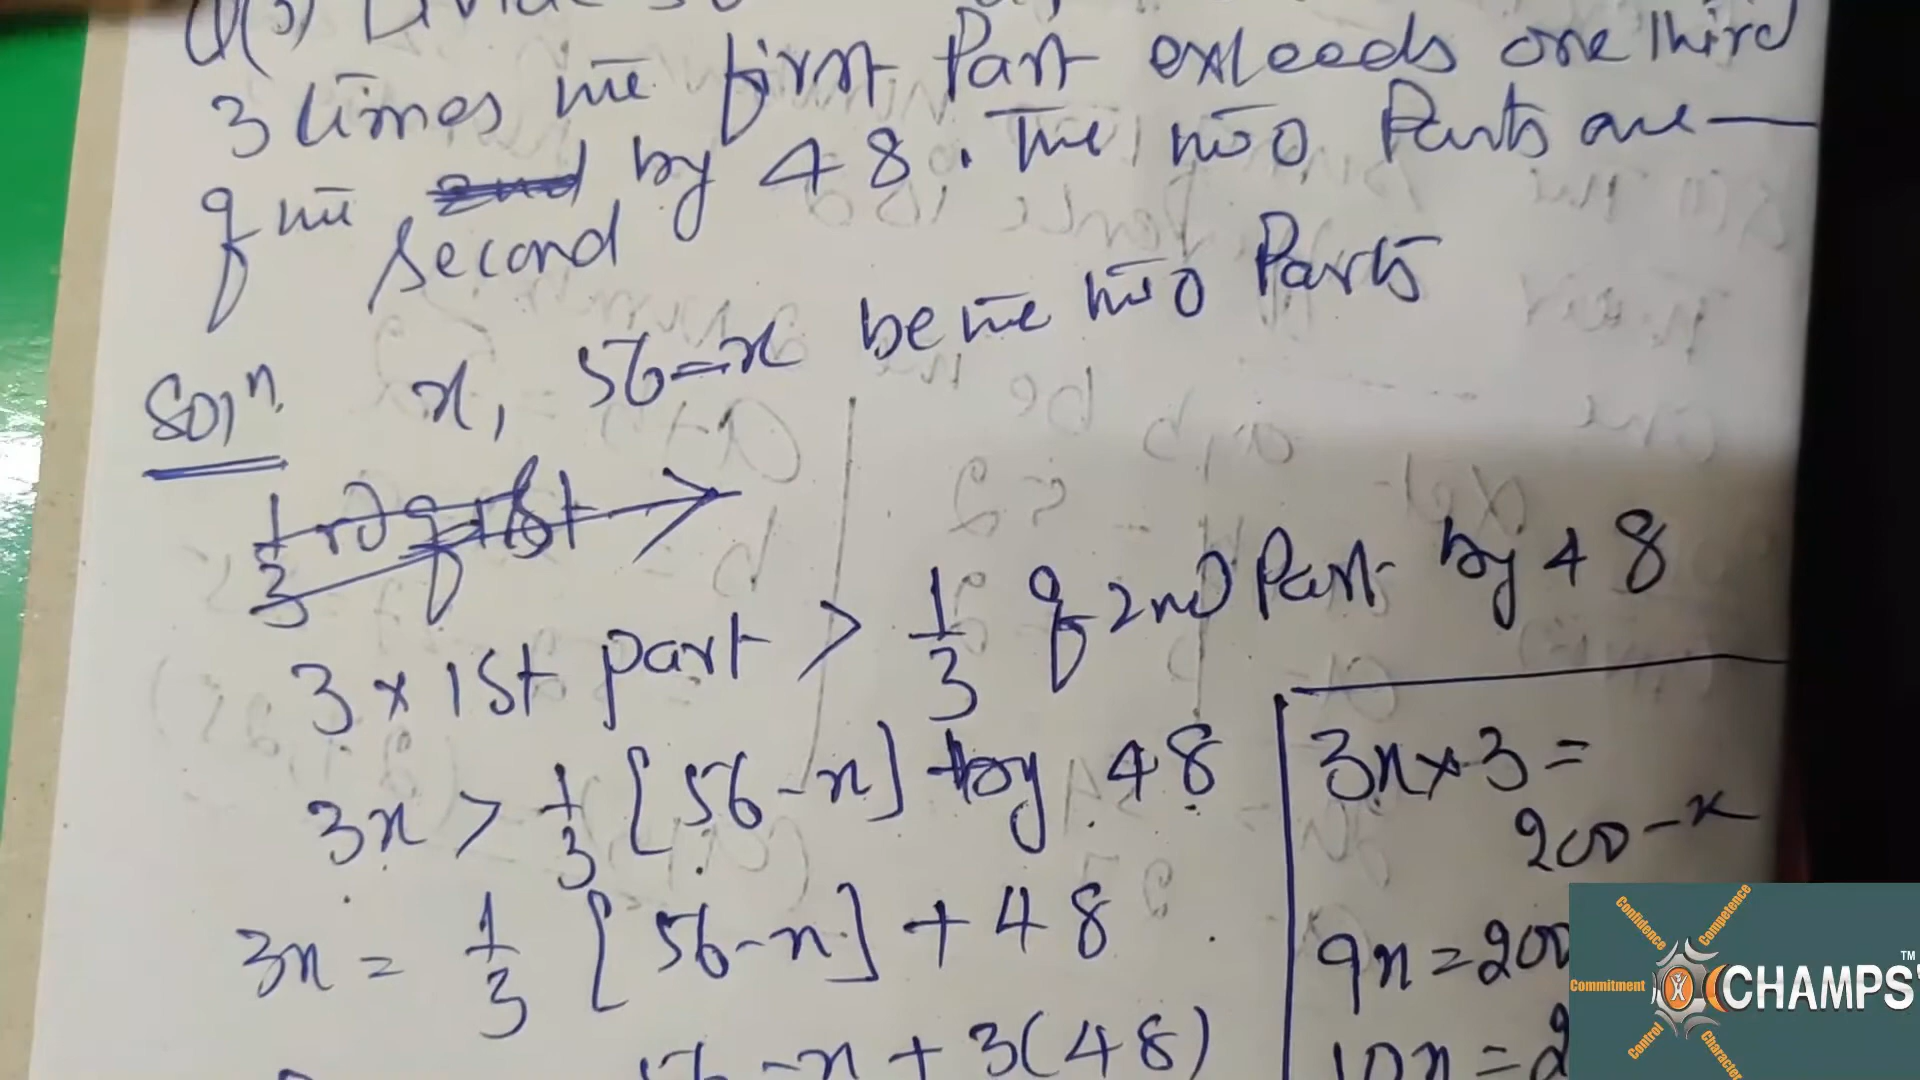 3 times the first Part exceeds one third
of the second by 48. The two Parts are —
Soln. x, 56-x be the two Parts
3 x 1st part > 1/3 of 2nd Part by 48
3x > 1/3 [56-x] by 48
3x = 1/3 [56-x] + 48
56-x + 3(48)
3x x 3 =
200-x
9x = 200
10x = 2
Confidence
Competence
Commitment
CHAMPS™
Control
Character